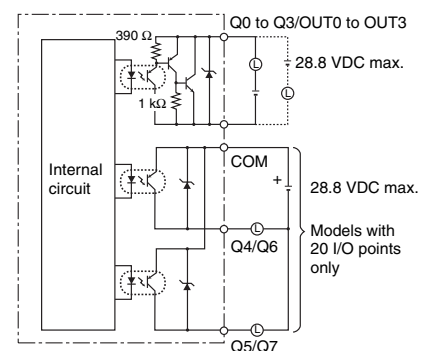 Q0 to Q3/OUT0 to OUT3
390 Ω
L
28.8 VDC max.
L
1 kΩ
COM
Internal
circuit
+
28.8 VDC max.
L
Q4/Q6
Models with
20 I/O points
only
L
Q5/Q7